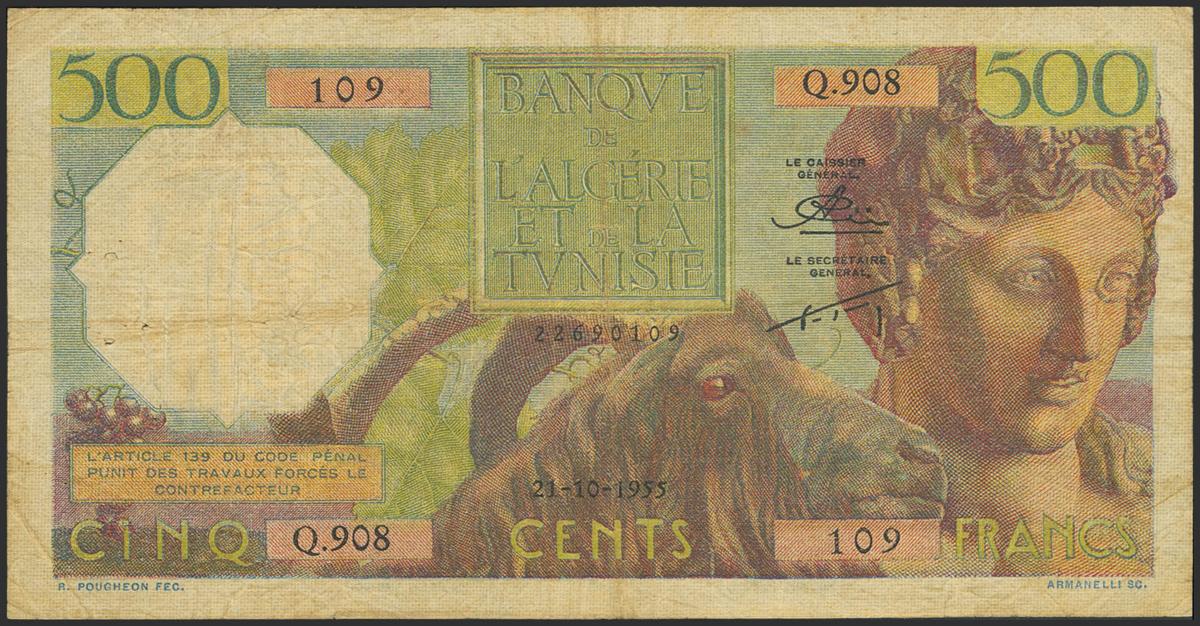 500
109
BANQVE
DE
L'ALGÉRIE
ET DE LA
TVNISIE
Q.908
500
LE CAISSIER
GÉNÉRAL,
LE SECRÉTAIRE
GÉNÉRAL,
22690109
L'ARTICLE 139 DU CODE PÉNAL
PUNIT DES TRAVAUX FORCÉS LE
CONTREFACTEUR
21-10-1955
CINQ
Q.908
CENTS
109
FRANCS
R. POUGHEON FEC.
ARMANELLI SC.